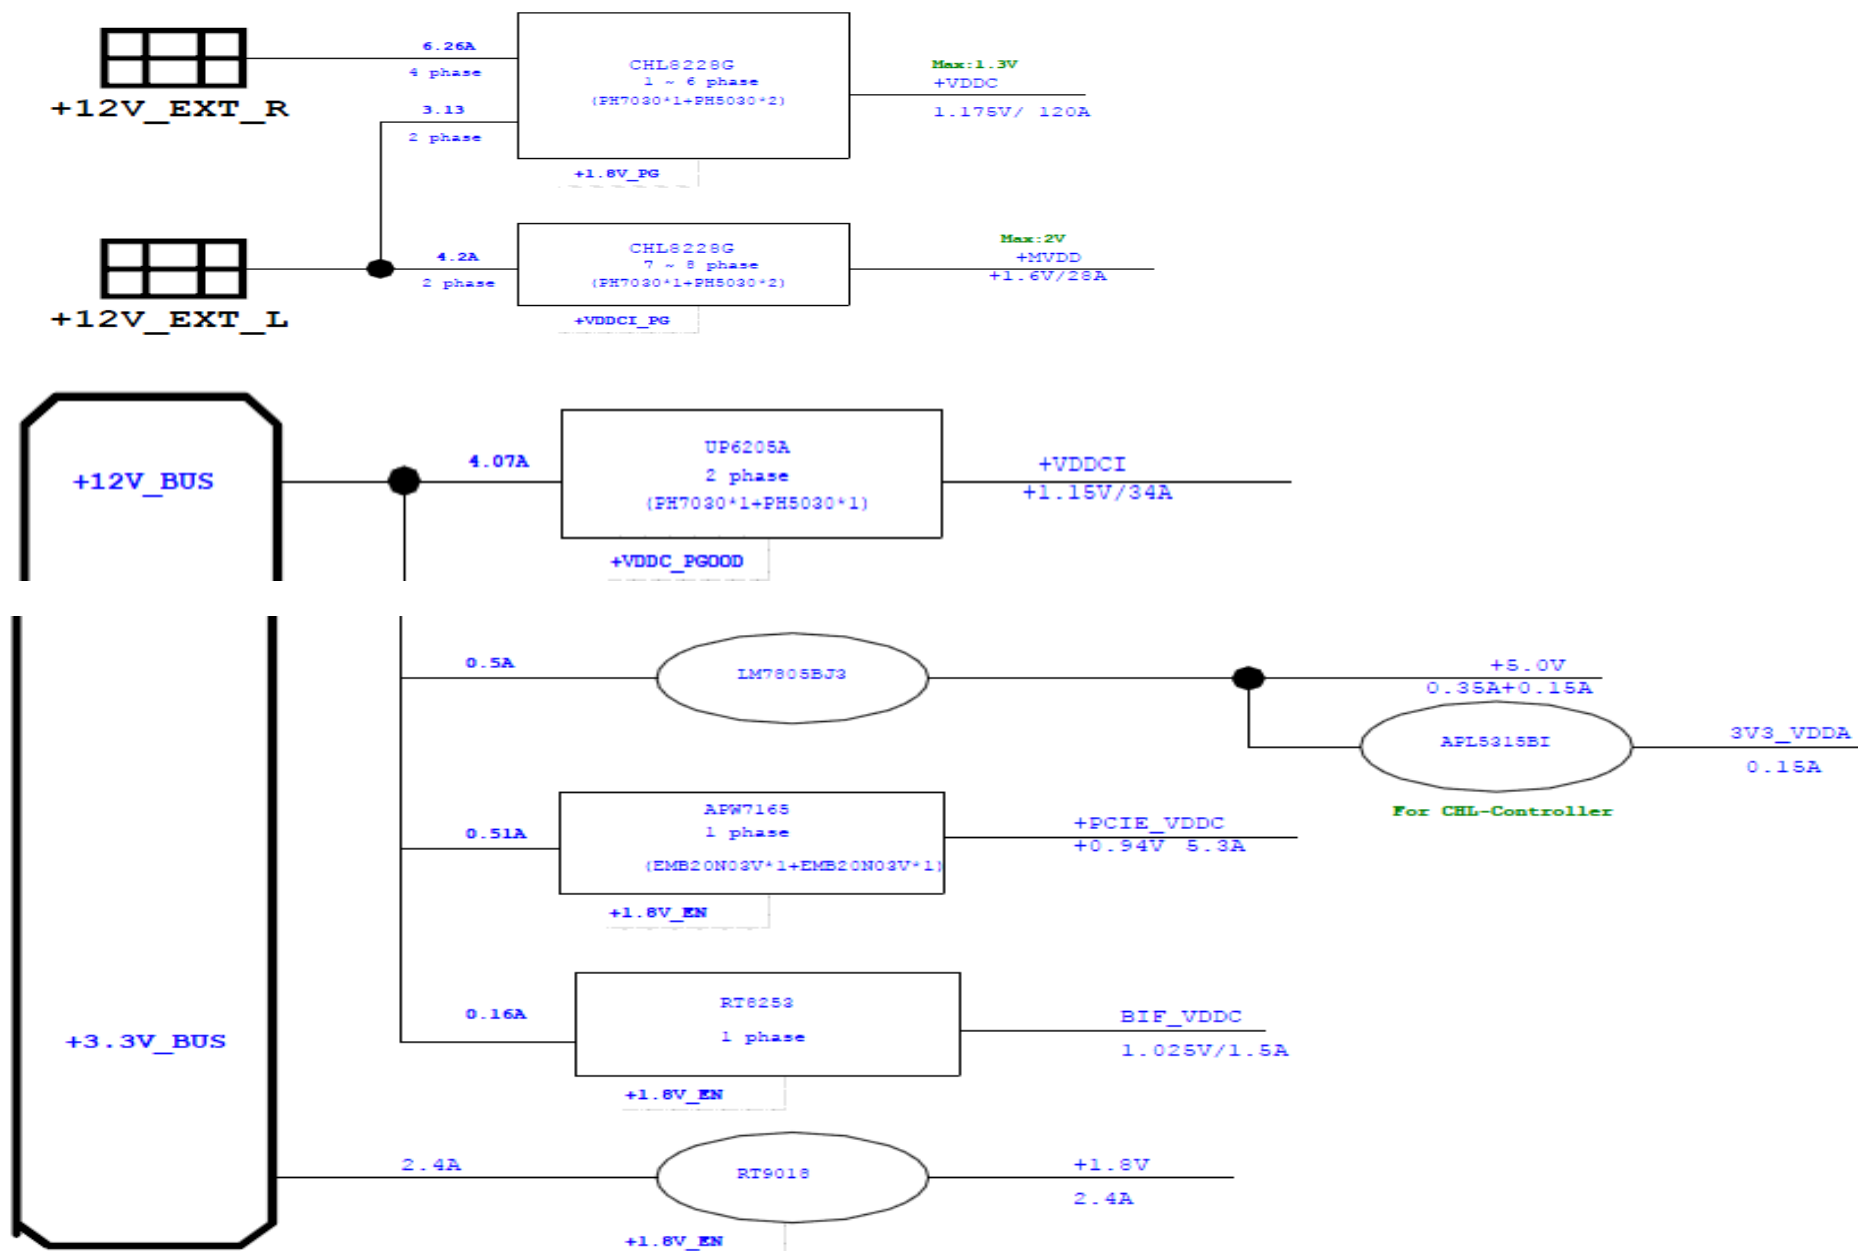 6.26A
4 phase
+12V_EXT_R
3.13
2 phase
CHL8228G
1 ~ 6 phase
(PH7030*1+PH5030*2)
+1.8V_PG
Max:1.3V
+VDDC
1.175V/ 120A
+12V_EXT_L
4.2A
2 phase
CHL8228G
7 ~ 8 phase
(PH7030*1+PH5030*2)
+VDDCI_PG
Max:2V
+MVDD
+1.6V/28A
+12V_BUS
4.07A
UP6205A
2 phase
(PH7030*1+PH5030*1)
+VDDC_PGOOD
+VDDCI
+1.15V/34A
0.5A
LM7805BJ3
+5.0V
0.35A+0.15A
APL5315BI
For CHL-Controller
3V3_VDDA
0.15A
0.51A
APW7165
1 phase
(EMB20N03V*1+EMB20N03V*1)
+1.8V_EN
+PCIE_VDDC
+0.94V 5.3A
+3.3V_BUS
0.16A
RT8253
1 phase
+1.8V_EN
BIF_VDDC
1.025V/1.5A
2.4A
RT9018
+1.8V_EN
+1.8V
2.4A